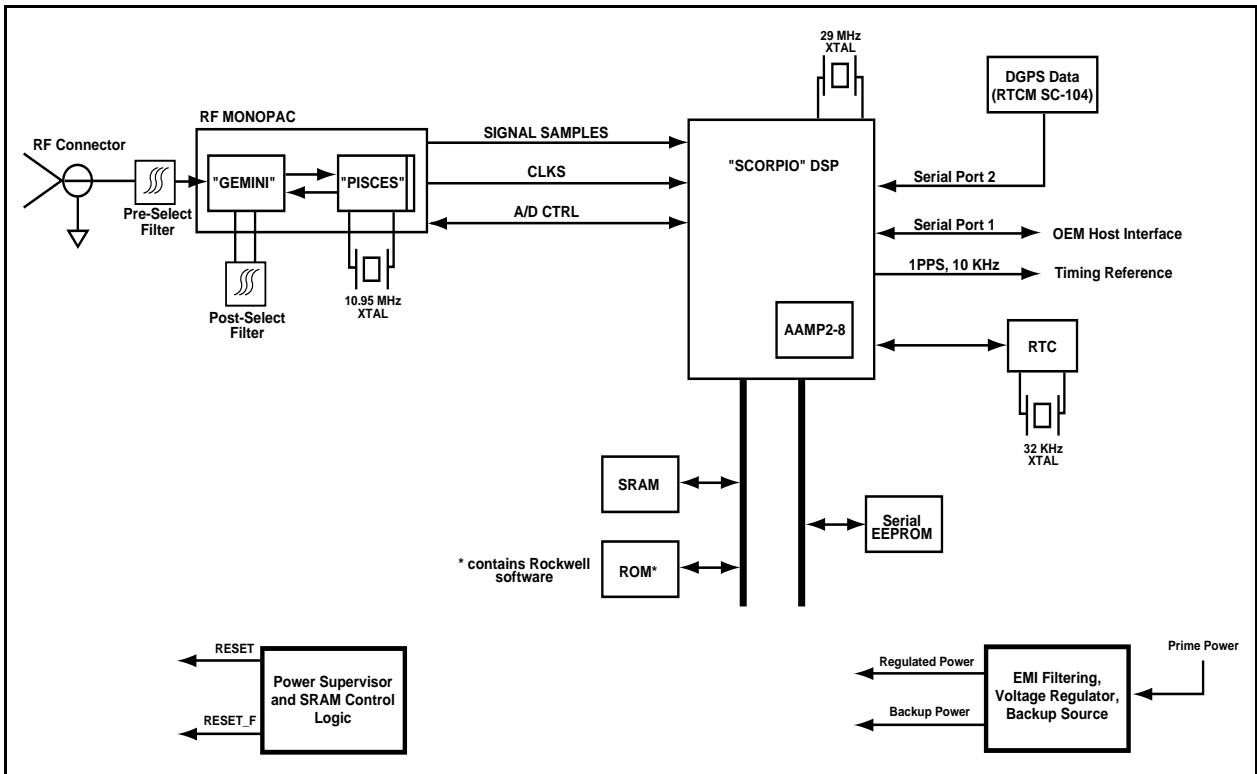 29 MHz
XTAL
DGPS Data
(RTCM SC-104)
RF MONOPAC
RF Connector
SIGNAL SAMPLES
"SCORPIO" DSP
"GEMINI"
"PISCES"
CLKS
Serial Port 2
Pre-Select
Filter
A/D CTRL
Serial Port 1
OEM Host Interface
1PPS, 10 KHz
Timing Reference
10.95 MHz
XTAL
Post-Select
Filter
AAMP2-8
RTC
32 KHz
XTAL
SRAM
Serial
EEPROM
* contains Rockwell
software
ROM*
RESET
Power Supervisor
and SRAM Control
Logic
RESET_F
Prime Power
Regulated Power
EMI Filtering,
Voltage Regulator,
Backup Source
Backup Power